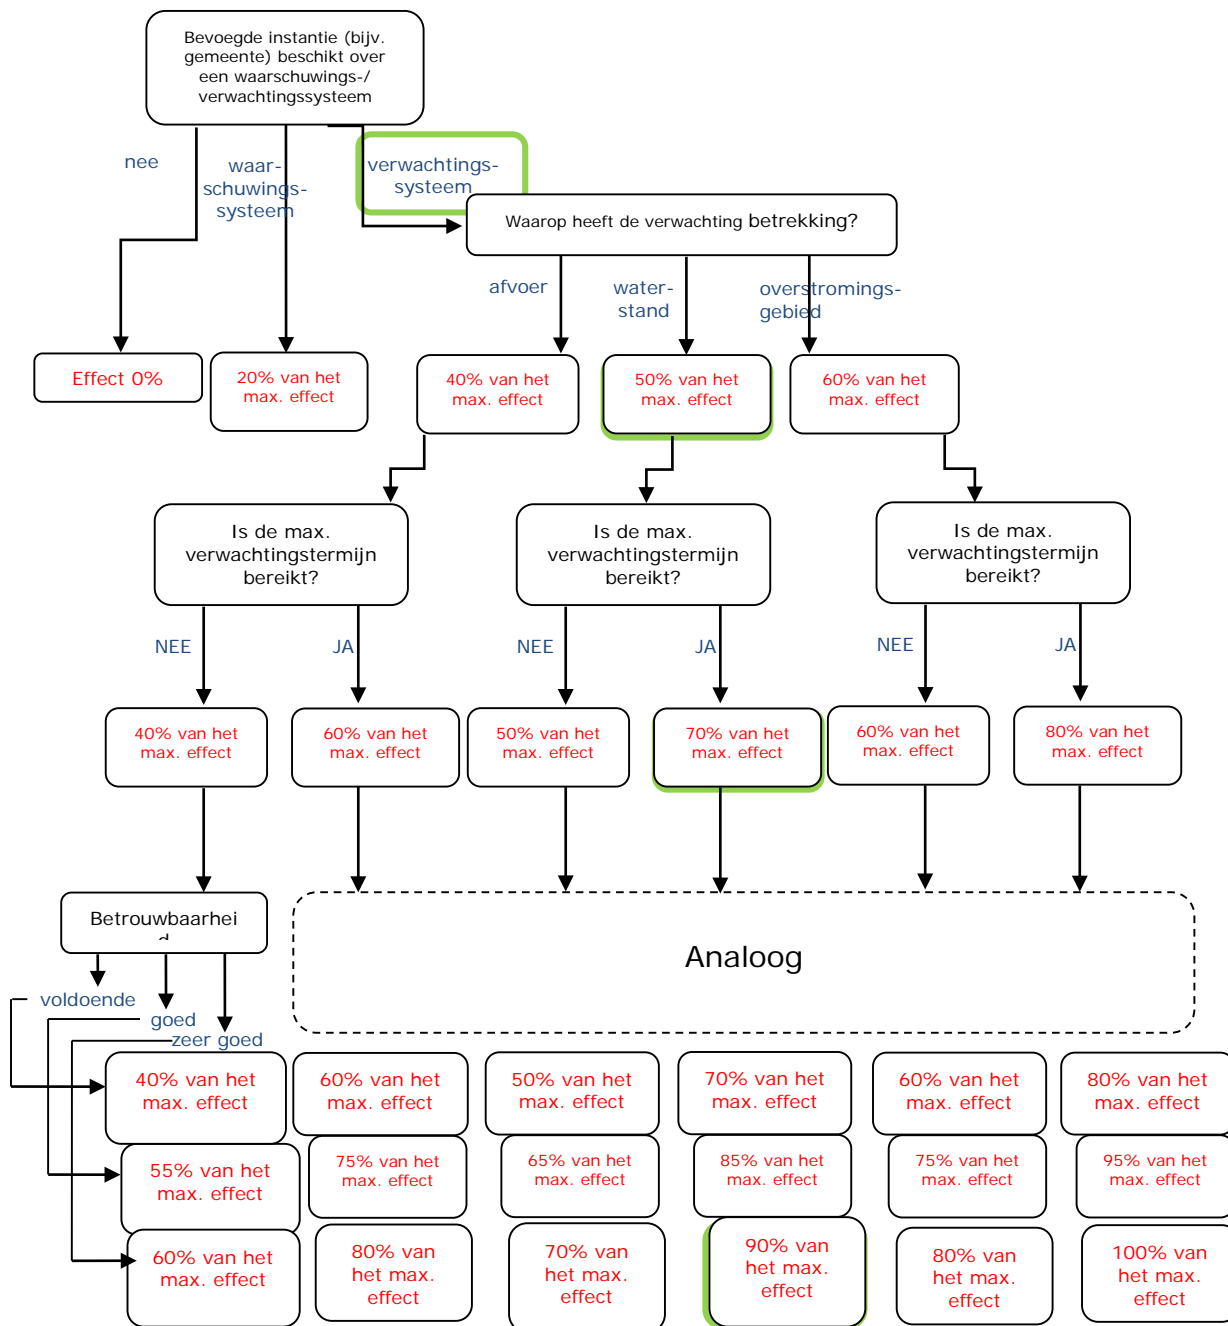 Bevoegde instantie (bijv.
gemeente) beschikt over
een waarschuwings-/
verwachtingssysteem
nee
waar-
schuwings-
systeem
verwachtings-
systeem
Waarop heeft de verwachting betrekking?
afvoer
water-
stand
overstromings-
gebied
Effect 0%
20% van het
max. effect
40% van het
max. effect
50% van het
max. effect
60% van het
max. effect
Is de max.
verwachtingstermijn
bereikt?
Is de max.
verwachtingstermijn
bereikt?
Is de max.
verwachtingstermijn
bereikt?
NEE
JA
NEE
JA
NEE
JA
40% van het
max. effect
60% van het
max. effect
50% van het
max. effect
70% van het
max. effect
60% van het
max. effect
80% van het
max. effect
Betrouwbaarhei
d
Analoog
voldoende
goed
zeer goed
40% van het
max. effect
60% van het
max. effect
50% van het
max. effect
70% van het
max. effect
60% van het
max. effect
80% van het
max. effect
55% van het
max. effect
75% van het
max. effect
65% van het
max. effect
85% van het
max. effect
75% van het
max. effect
95% van het
max. effect
60% van het
max. effect
80% van
het max.
effect
70% van
het max.
effect
90% van
het max.
effect
80% van
het max.
effect
100% van
het max.
effect